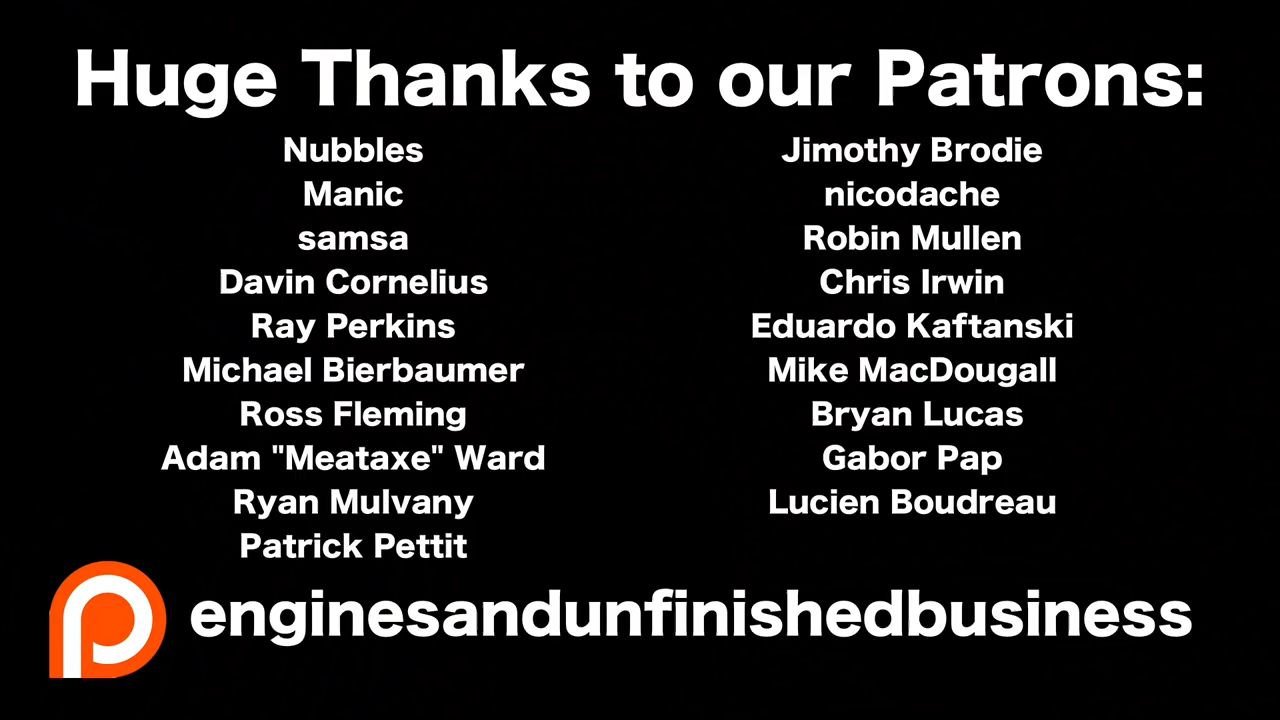 Huge Thanks to our Patrons:
Nubbles
Manic
samsa
Davin Cornelius
Ray Perkins
Michael Bierbaumer
Ross Fleming
Adam "Meataxe" Ward
Ryan Mulvany
Patrick Pettit
Jimothy Brodie
nicodache
Robin Mullen
Chris Irwin
Eduardo Kaftanski
Mike MacDougall
Bryan Lucas
Gabor Pap
Lucien Boudreau
enginesandunfinishedbusiness